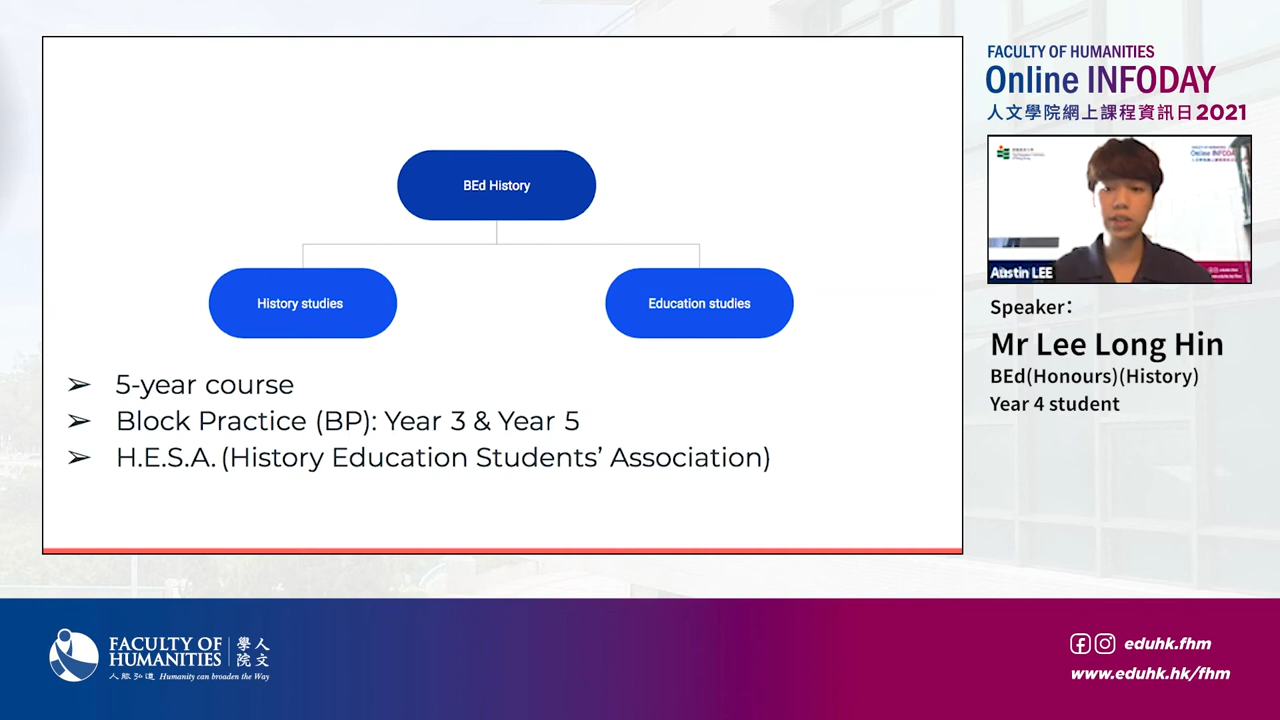 BEd History
History studies
Education studies
➢ 5-year course
➢ Block Practice (BP): Year 3 & Year 5
➢ H.E.S.A. (History Education Students’ Association)
FACULTY OF HUMANITIES
Online INFODAY
人文學院網上課程資訊日2021
Online INFODAY
Austin LEE
Speaker:
Mr Lee Long Hin
BEd(Honours)(History)
Year 4 student
FACULTY OF
HUMANITIES
學人
院文
人能弘道 Humanity can broaden the Way
eduhk.fhm
www.eduhk.hk/fhm